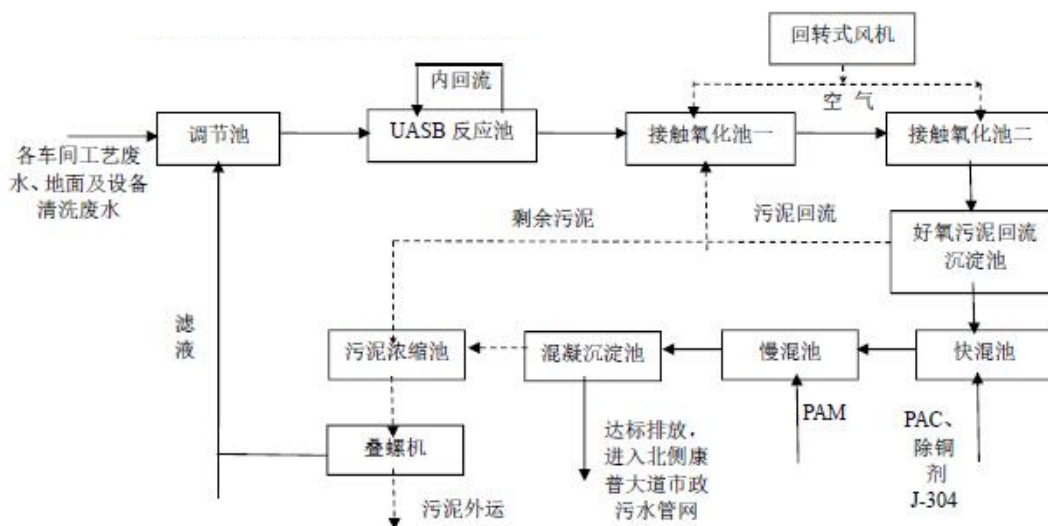 回转式风机
内回流
空 气
调节池
UASB 反应池
接触氧化池一
接触氧化池二
各车间工艺废
水、地面及设备
清洗废水
剩余污泥
污泥回流
好氧污泥回流
沉淀池
滤
液
污泥浓缩池
混凝沉淀池
慢混池
快混池
PAM
PAC、
除铜
剂
J-304
叠螺机
达标排放，
进入北侧康
普大道市政
污水管网
污泥外运